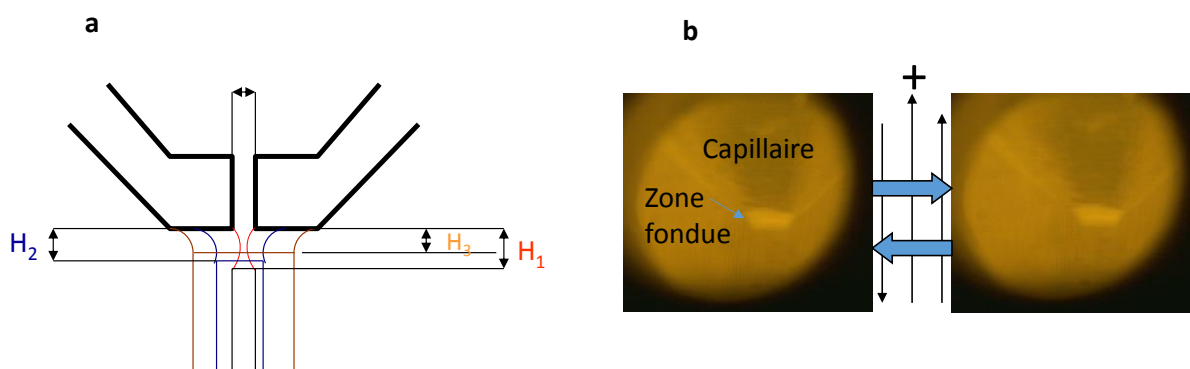 a
H₂
H₃
H₁
b
+
Capillaire
Zone
fondue